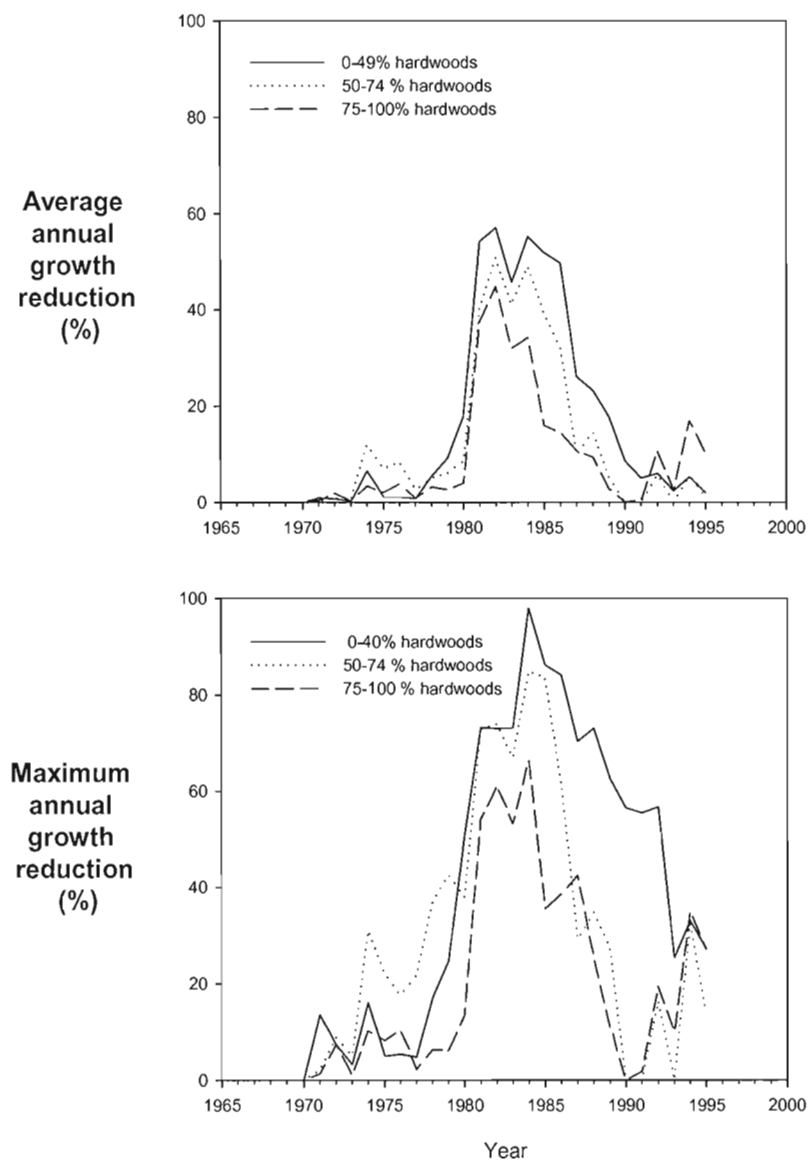 100
80
60
40
20
0
0-49% hardwoods
50-74 % hardwoods
75-100% hardwoods
Average
annual
growth
reduction
(%)
1965 1970 1975 1980 1985 1990 1995 2000
100
80
60
40
20
0
0-40% hardwoods
50-74 % hardwoods
75-100 % hardwoods
Maximum
annual
growth
reduction
(%)
1965 1970 1975 1980 1985 1990 1995 2000
Year